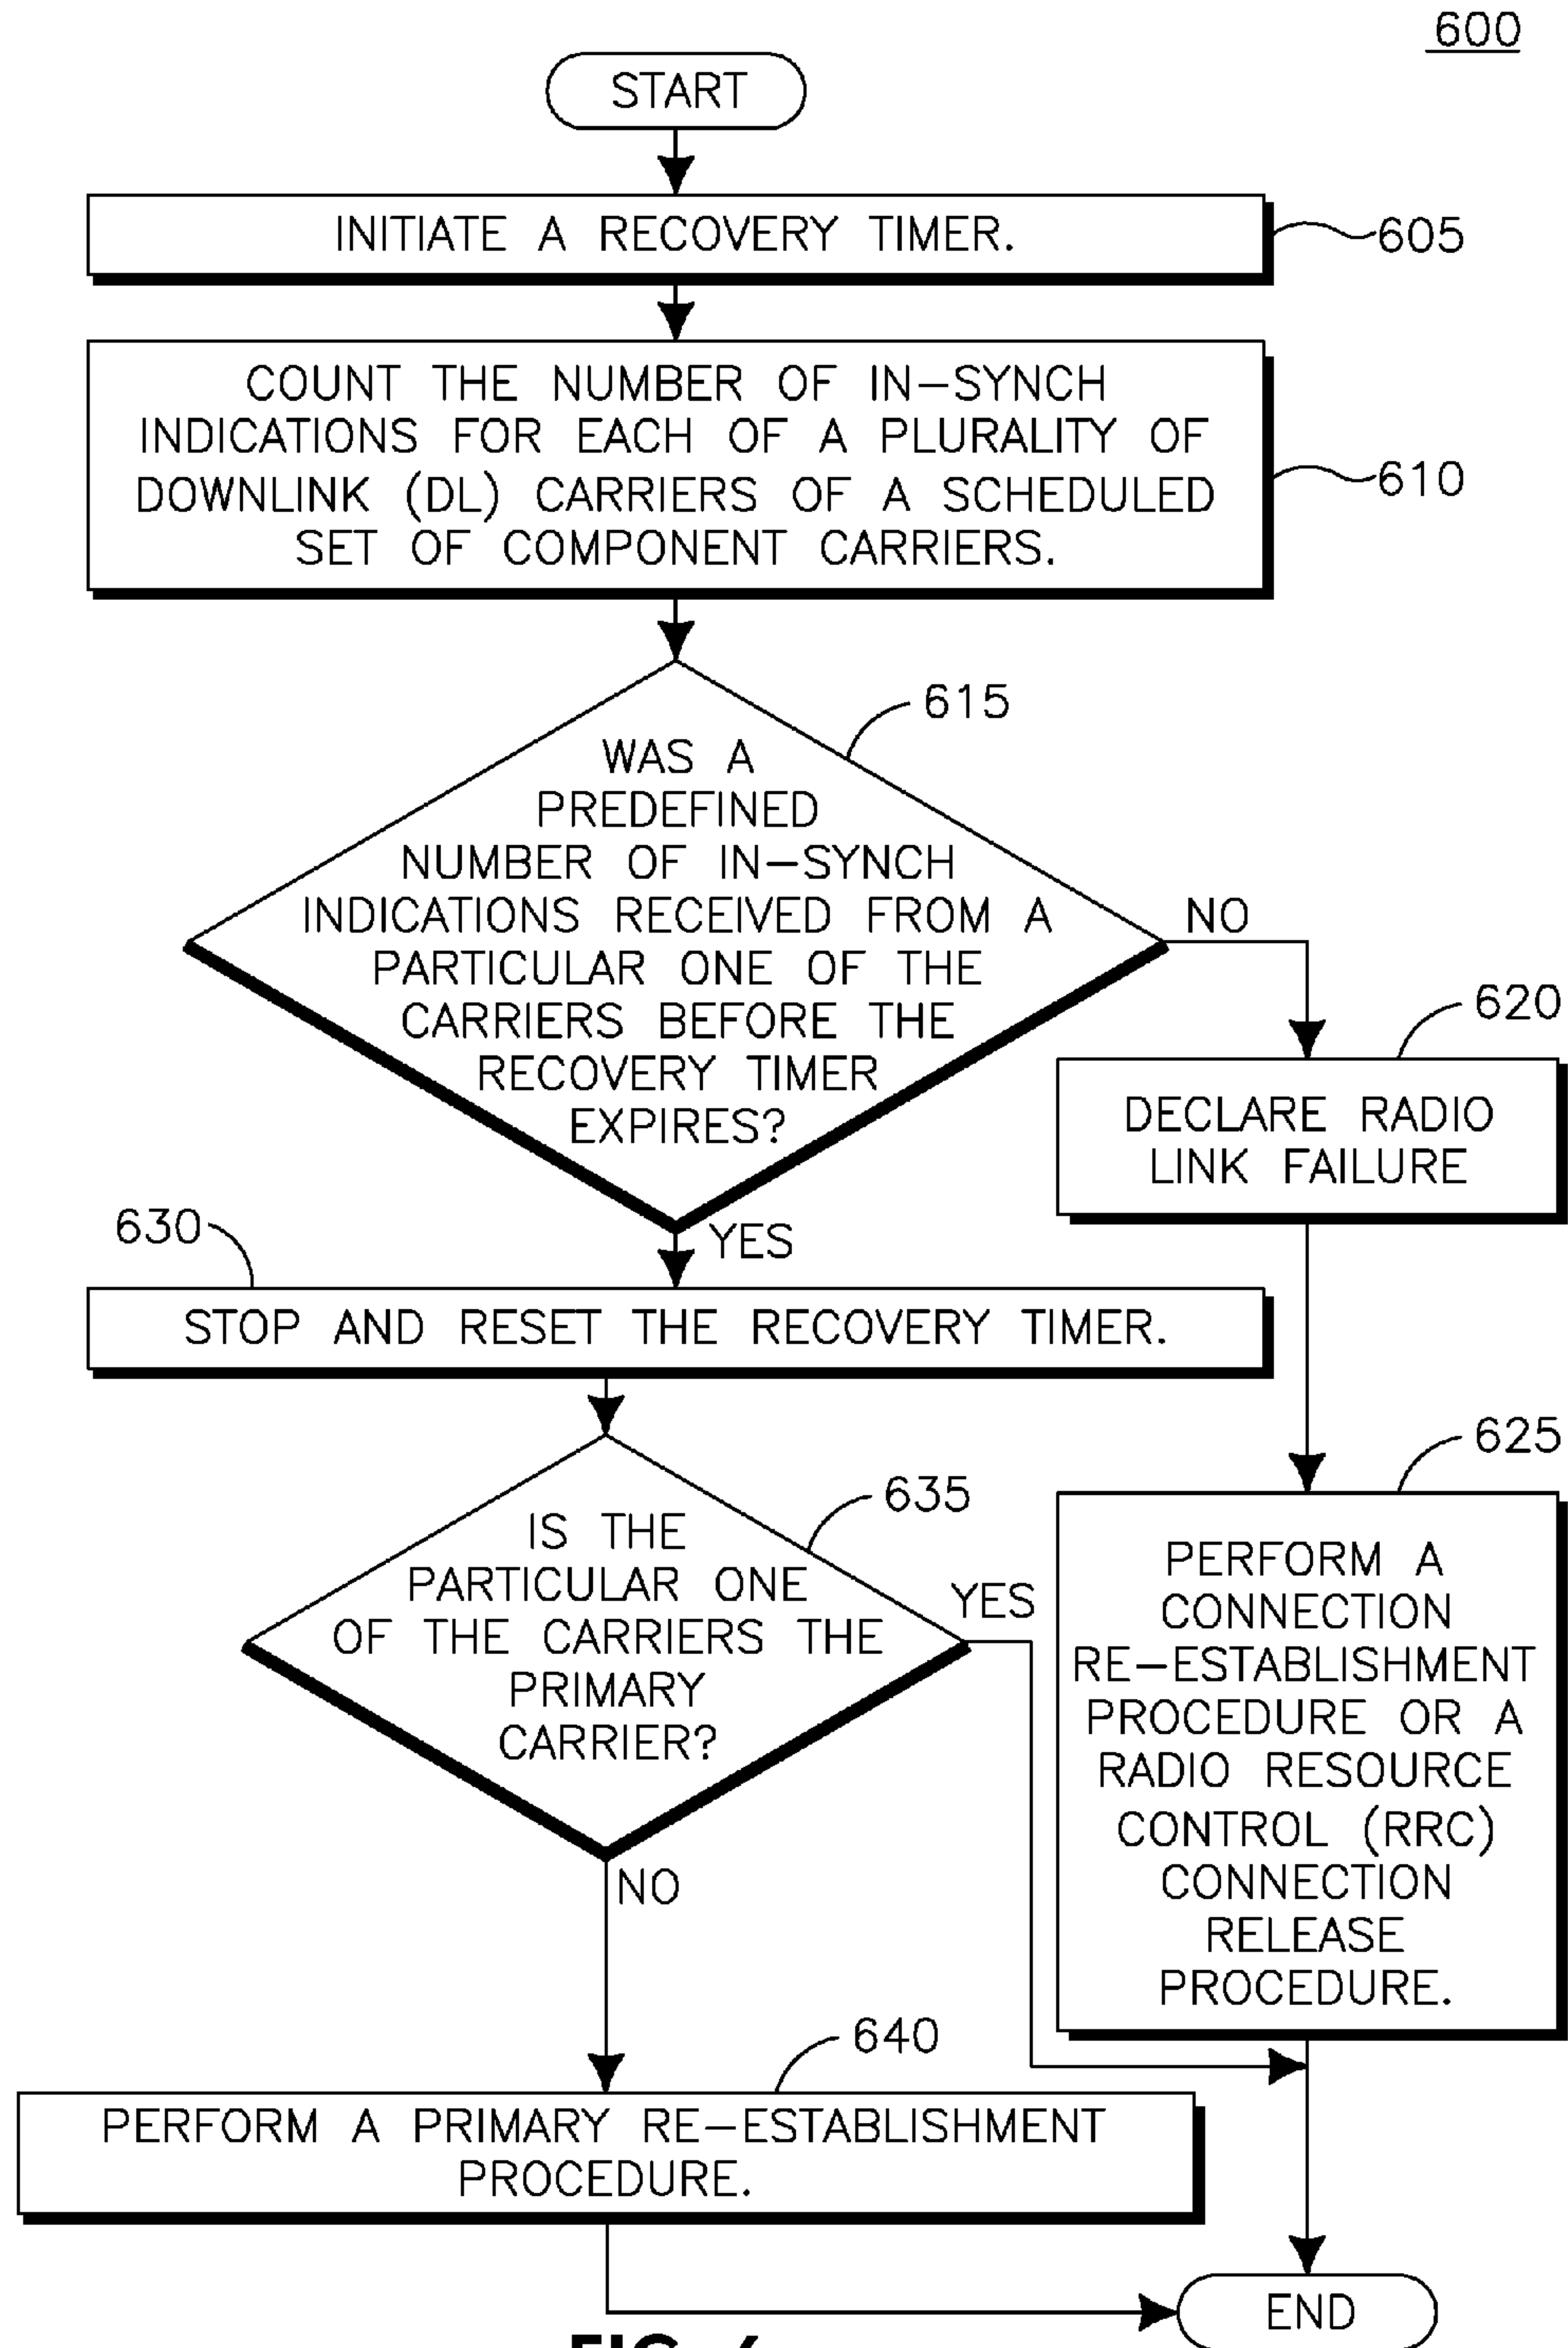 600
START
INITIATE A RECOVERY TIMER.
605
COUNT THE NUMBER OF IN-SYNCH
INDICATIONS FOR EACH OF A PLURALITY OF
DOWNLINK (DL) CARRIERS OF A SCHEDULED
SET OF COMPONENT CARRIERS.
610
615
WAS A
PREDEFINED
NUMBER OF IN-SYNCH
INDICATIONS RECEIVED FROM A
PARTICULAR ONE OF THE
CARRIERS BEFORE THE
RECOVERY TIMER
EXPIRES?
NO
620
DECLARE RADIO
LINK FAILURE
YES
630
STOP AND RESET THE RECOVERY TIMER.
635
IS THE
PARTICULAR ONE
OF THE CARRIERS THE
PRIMARY
CARRIER?
YES
NO
625
PERFORM A
CONNECTION
RE-ESTABLISHMENT
PROCEDURE OR A
RADIO RESOURCE
CONTROL (RRC)
CONNECTION
RELEASE
PROCEDURE.
640
PERFORM A PRIMARY RE-ESTABLISHMENT
PROCEDURE.
END